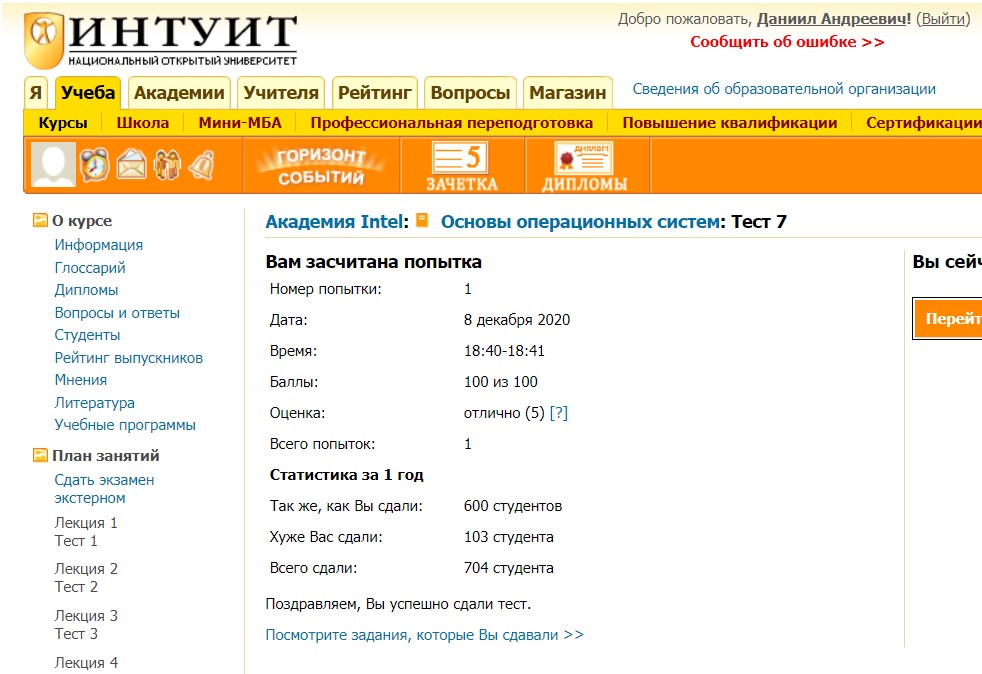 ИНТУИТ
НАЦИОНАЛЬНЫЙ ОТКРЫТЫЙ УНИВЕРСИТЕТ
Добро пожаловать, Даниил Андреевич! (Выйти)
Сообщить об ошибке >>
Я Учеба Академии Учителя Рейтинг Вопросы Магазин Сведения об образовательной организации
Курсы Школа Мини-МБА Профессиональная переподготовка Повышение квалификации Сертификации
ГОРИЗОНТ
СОБЫТИЙ
5
ЗАЧЕТКА
ДИПЛОМ
ДИПЛОМЫ
О курсе
Информация
Глоссарий
Дипломы
Вопросы и ответы
Студенты
Рейтинг выпускников
Мнения
Литература
Учебные программы
План занятий
Сдать экзамен
экстерном
Лекция 1
Тест 1
Лекция 2
Тест 2
Лекция 3
Тест 3
Лекция 4
Академия Intel: Основы операционных систем: Тест 7
Вам засчитана попытка
Номер попытки: 1
Дата: 8 декабря 2020
Время: 18:40-18:41
Баллы: 100 из 100
Оценка: отлично (5) [?]
Всего попыток: 1
Статистика за 1 год
Так же, как Вы сдали: 600 студентов
Хуже Вас сдали: 103 студента
Всего сдали: 704 студента
Поздравляем, Вы успешно сдали тест.
Посмотрите задания, которые Вы сдавали >>
Вы сейч
Перейт